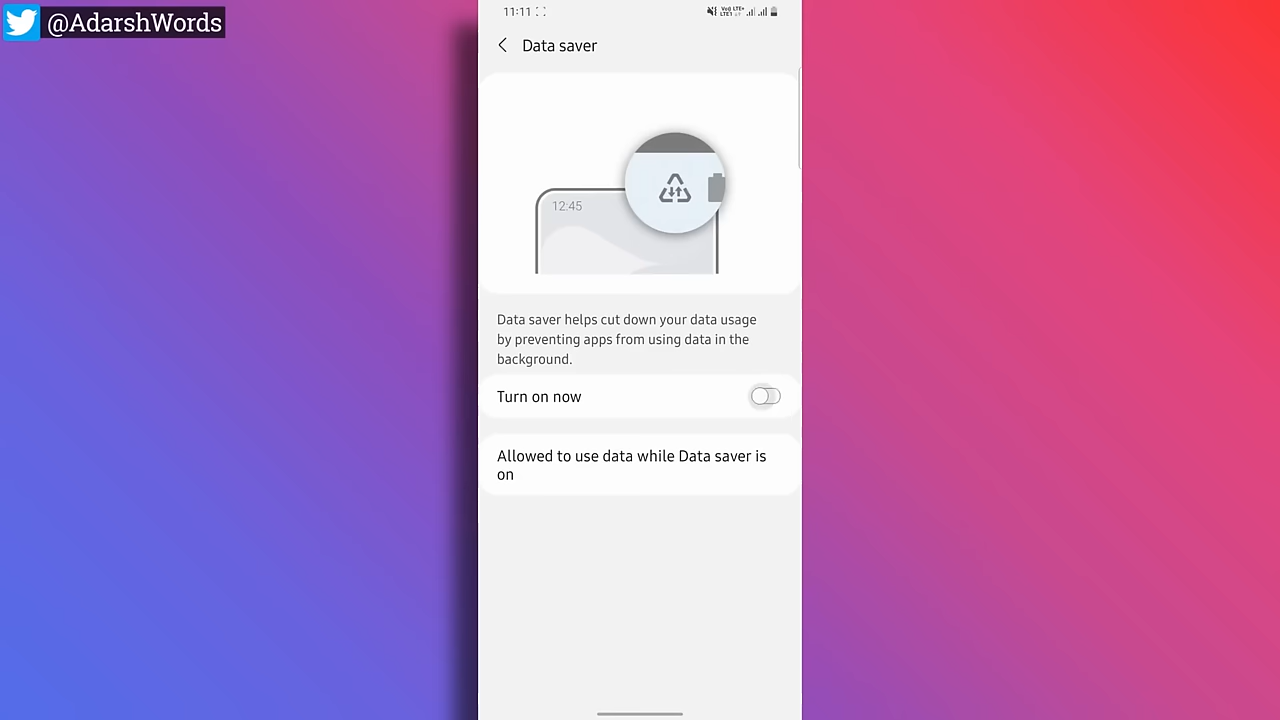 @AdarshWords
11:11
Data saver
12:45
Data saver helps cut down your data usage
by preventing apps from using data in the
background.
Turn on now
Allowed to use data while Data saver is
on